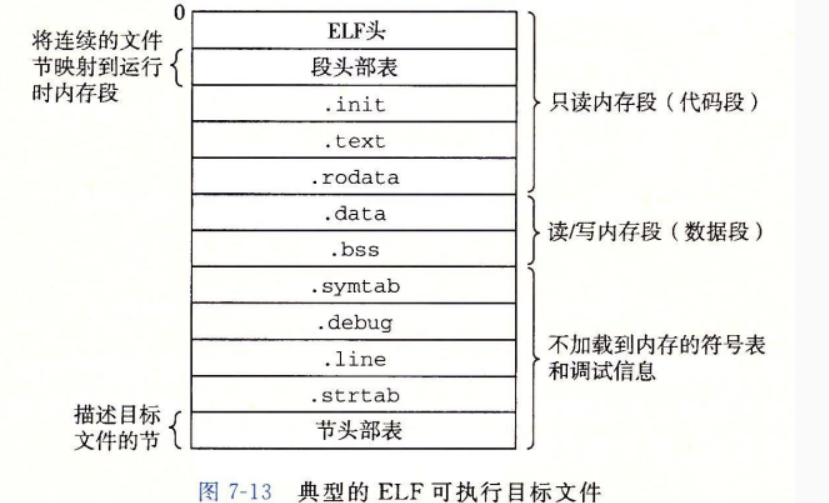 0
ELF头
将连续的文件
节映射到运行
时内存段
段头部表
.init
.text
.rodata
只读内存段（代码段）
.data
.bss
读/写内存段（数据段）
.symtab
.debug
.line
.strtab
不加载到内存的符号表
和调试信息
描述目标
文件的节
节头部表
图 7-13 典型的 ELF 可执行目标文件